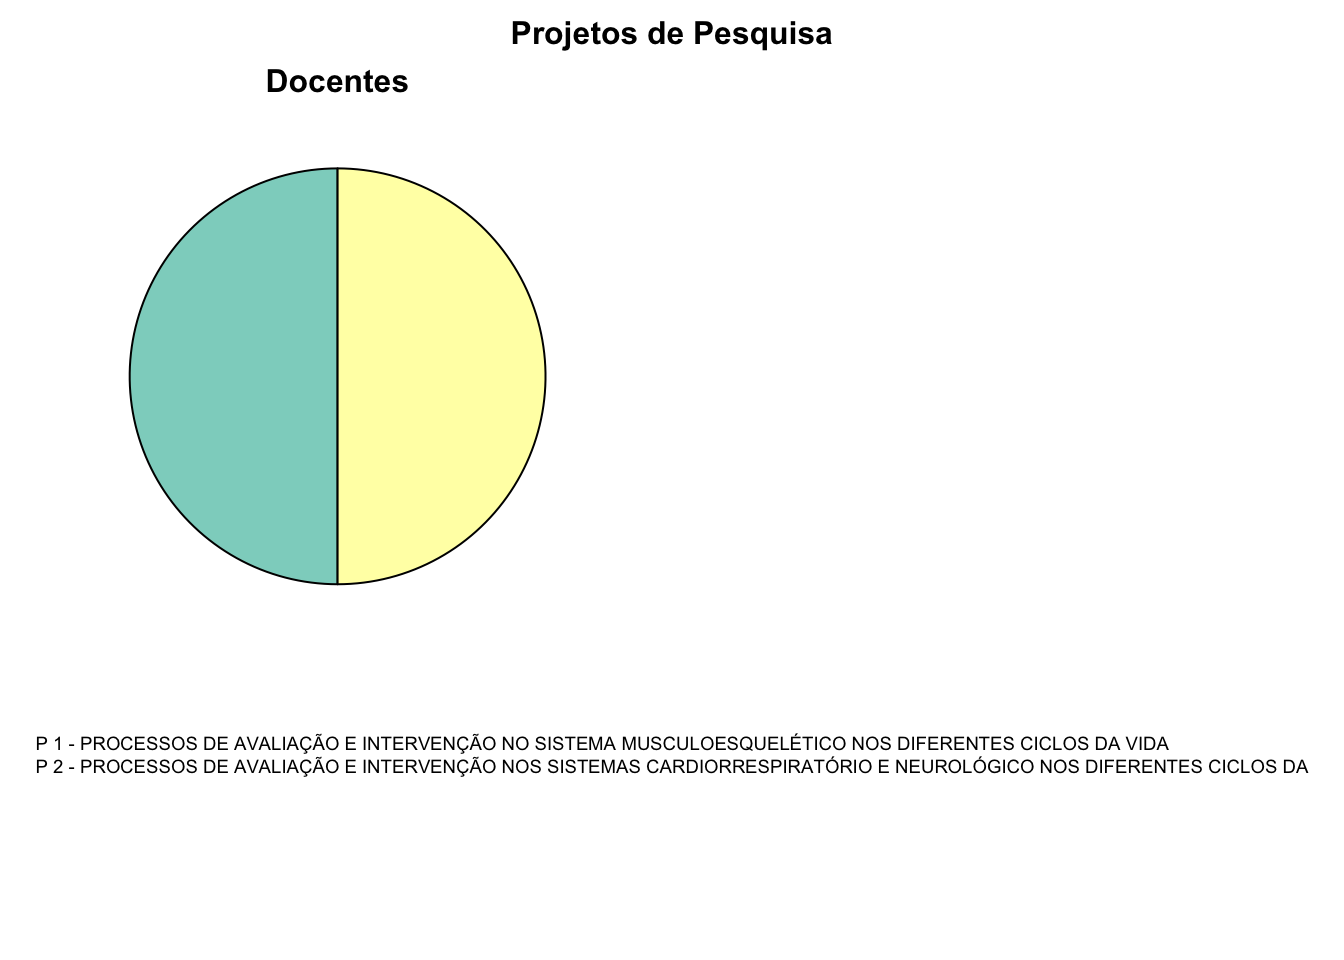 Projetos de Pesquisa
Docentes
P 1 - PROCESSOS DE AVALIAÇÃO E INTERVENÇÃO NO SISTEMA MUSCULOESQUELÉTICO NOS DIFERENTES CICLOS DA VIDA
P 2 - PROCESSOS DE AVALIAÇÃO E INTERVENÇÃO NOS SISTEMAS CARDIORRESPIRATÓRIO E NEUROLÓGICO NOS DIFERENTES CICLOS DA